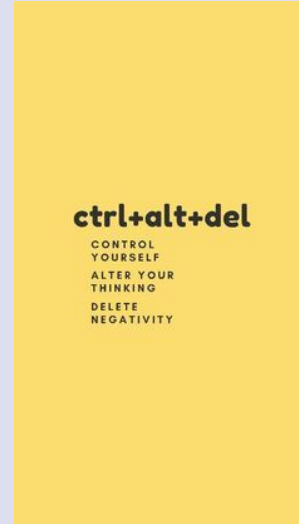 ctrl+alt+del
CONTROL
YOURSELF
ALTER YOUR
THINKING
DELETE
NEGATIVITY